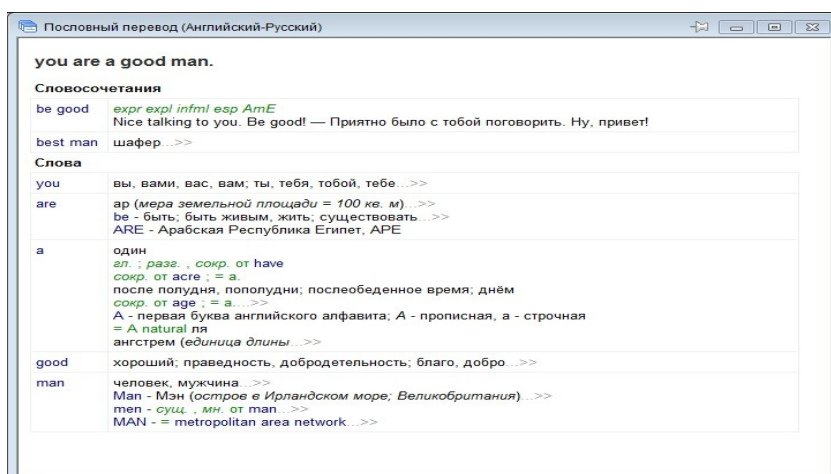 Пословный перевод (Английский-Русский)
you are a good man.
Словосочетания
be good expr expl infml esp AmE
Nice talking to you. Be good! — Приятно было с тобой поговорить. Ну, привет!
best man шафер...>>
Слова
you вы, вами, вас, вам; ты, тебя, тобой, тебе...>>
are ар (мера земельной площади = 100 кв. м)...>>
be - быть; быть живым, жить; существовать...>>
ARE - Арабская Республика Египет, АРЕ
a один
гл. ; разг. , сокр. от have
сокр. от acre ; = a.
после полудня, пополудни; послеобеденное время; днём
сокр. от age ; = a....>>
A - первая буква английского алфавита; A - прописная, a - строчная
= A natural ля
ангстрем (единица длины...>>
good хороший; праведность, добродетельность; благо, добро...>>
man человек, мужчина...>>
Man - Мэн (остров в Ирландском море; Великобритания)...>>
men - сущ. , мн. от man...>>
MAN - = metropolitan area network...>>